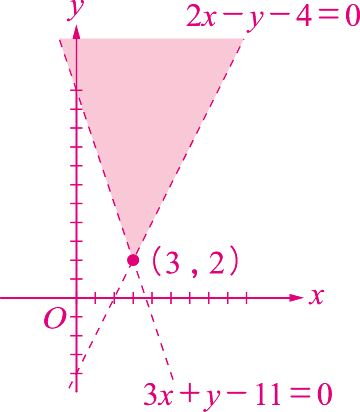 y
2x−y−4=0
(3 , 2)
O
x
3x+y−11=0